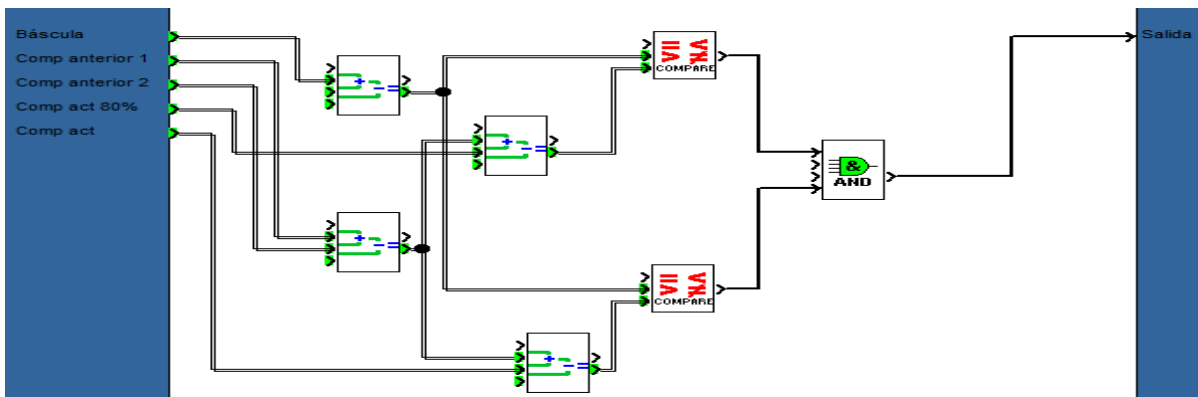 Báscula
Comp anterior 1
Comp anterior 2
Comp act 80%
Comp act
COMPARE
&
AND
COMPARE
Salida